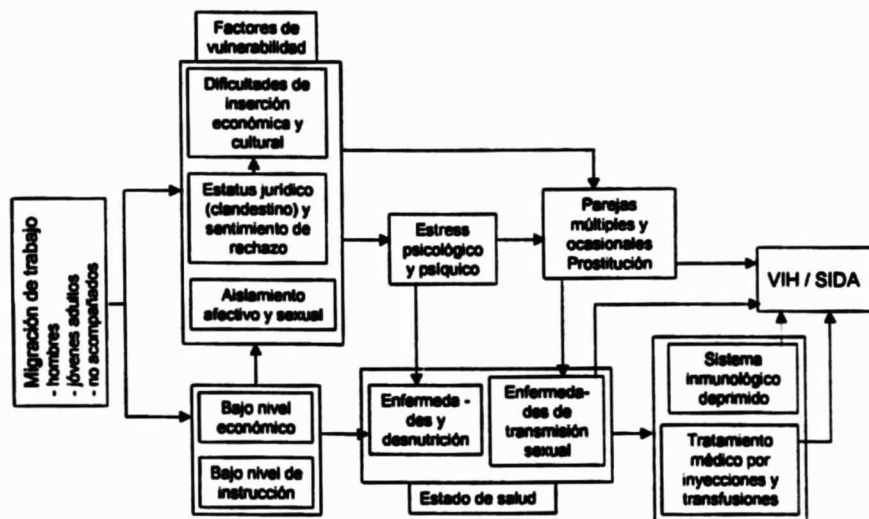 Factores de
vulnerabilidad
Dificultades de
inserción
económica y
cultural
Estatus jurídico
(clandestino) y
sentimiento de
rechazo
Aislamiento
afectivo y sexual
Migración de trabajo
- hombres
- jóvenes adultos
- no acompañados
Bajo nivel
económico
Bajo nivel de
instrucción
Estress
psicológico
y psíquico
Parejas
múltiples y
ocasionales
Prostitución
VIH / SIDA
Enfermeda -
des y
desnutrición
Enfermeda-
des de
transmisión
sexual
Estado de salud
Sistema
inmunológico
deprimido
Tratamiento
médico por
inyecciones y
transfusiones